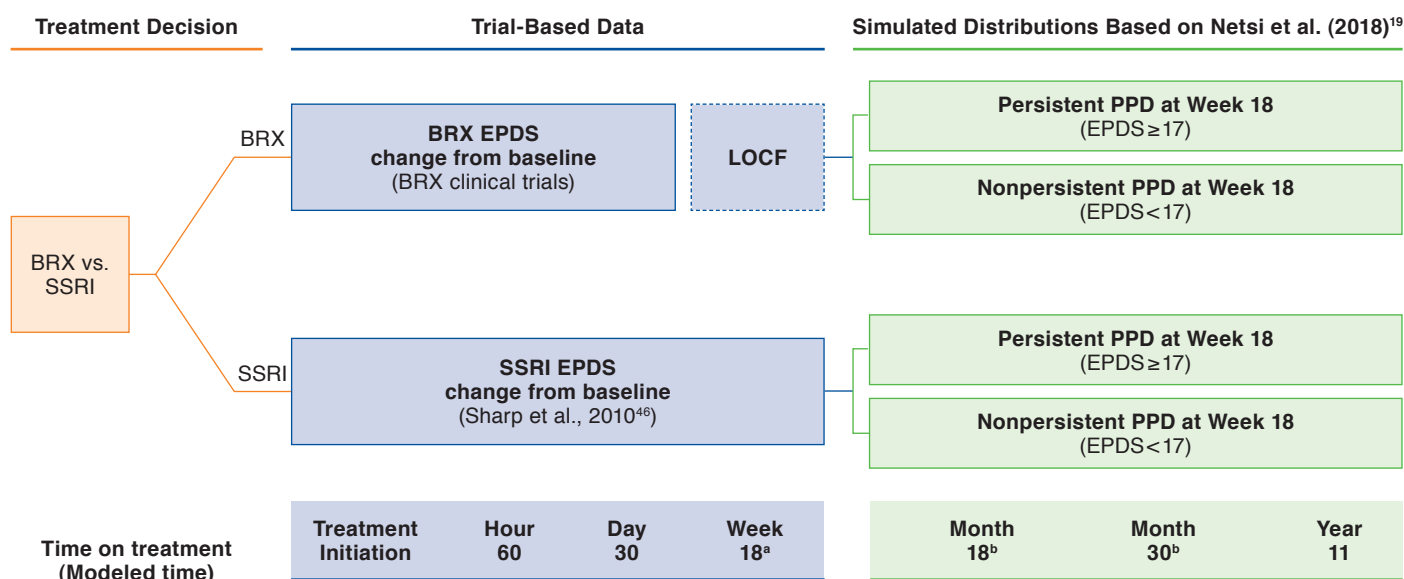 Treatment Decision
Trial-Based Data
Simulated Distributions Based on Netsi et al. (2018)¹⁹
BRX vs.
SSRI
BRX
BRX EPDS
change from baseline
(BRX clinical trials)
LOCF
Persistent PPD at Week 18
(EPDS≥17)
Nonpersistent PPD at Week 18
(EPDS<17)
SSRI
SSRI EPDS
change from baseline
(Sharp et al., 2010⁴⁶)
Persistent PPD at Week 18
(EPDS≥17)
Nonpersistent PPD at Week 18
(EPDS<17)
Time on treatment
(Modeled time)
Treatment
Initiation
Hour
60
Day
30
Week
18ᵃ
Month
18ᵇ
Month
30ᵇ
Year
11